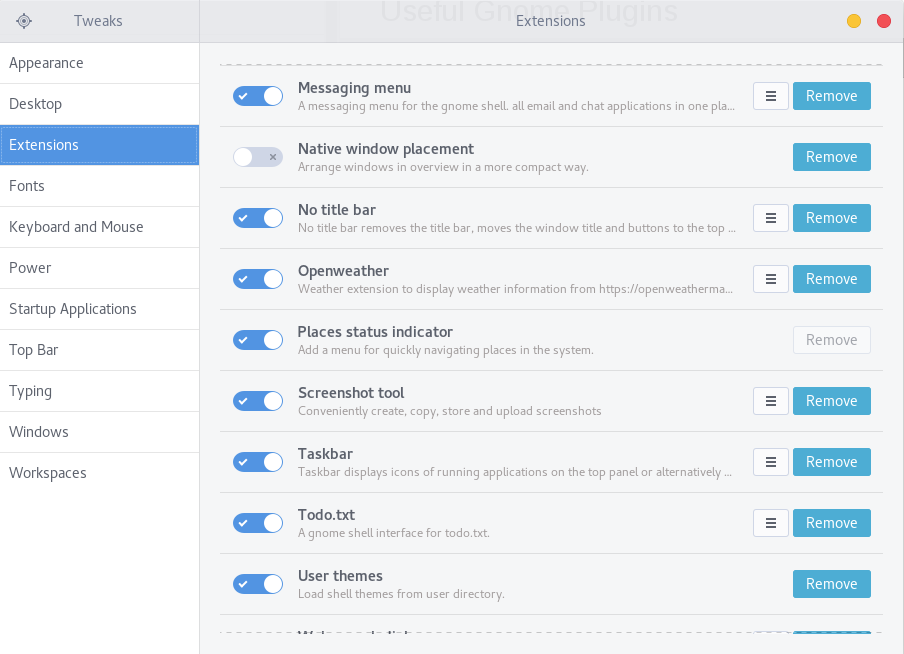 Useful Gnome Plugins
Tweaks
Extensions
Appearance
Desktop
Extensions
Fonts
Keyboard and Mouse
Power
Startup Applications
Top Bar
Typing
Windows
Workspaces
Messaging menu
A messaging menu for the gnome shell. all email and chat applications in one pla...
Remove
Native window placement
Arrange windows in overview in a more compact way.
Remove
No title bar
No title bar removes the title bar, moves the window title and buttons to the top ...
Remove
Openweather
Weather extension to display weather information from https://openweatherma...
Remove
Places status indicator
Add a menu for quickly navigating places in the system.
Remove
Screenshot tool
Conveniently create, copy, store and upload screenshots
Remove
Taskbar
Taskbar displays icons of running applications on the top panel or alternatively ...
Remove
Todo.txt
A gnome shell interface for todo.txt.
Remove
User themes
Load shell themes from user directory.
Remove